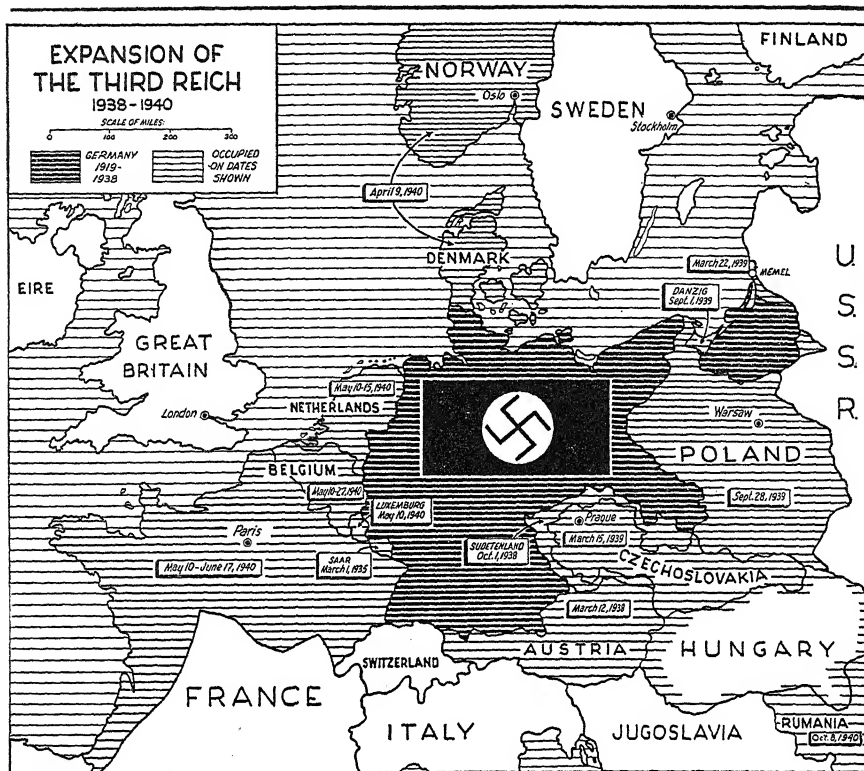 EXPANSION OF
THE THIRD REICH
1938-1940
SCALE OF MILES:
0 100 200 300
GERMANY
1919-
1938
OCCUPIED
ON DATES
SHOWN
FINLAND
NORWAY
Oslo
SWEDEN
Stockholm
April 9, 1940
DENMARK
March 22, 1939
MEMEL
DANZIG
Sept. 1, 1939
U.
S.
S.
R.
EIRE
GREAT
BRITAIN
London
May 10-15, 1940
NETHERLANDS
Warsaw
POLAND
Sept. 28, 1939
BELGIUM
May 10-27, 1940
LUXEMBURG
May 10, 1940
Paris
May 10-June 17, 1940
SAAR
March 1, 1935
SUDETENLAND
Oct. 1, 1938
Prague
March 15, 1939
CZECHOSLOVAKIA
March 12, 1938
AUSTRIA
HUNGARY
SWITZERLAND
FRANCE
ITALY
JUGOSLAVIA
RUMANIA
Oct. 8, 1940